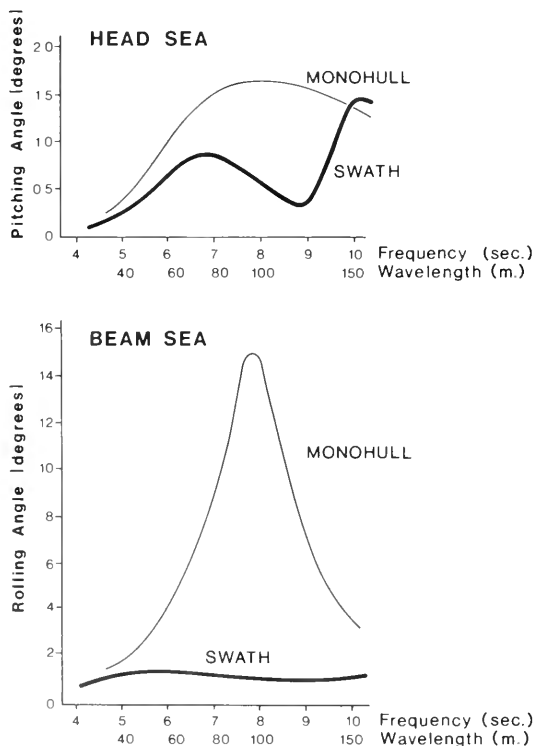 HEAD SEA
Pitching Angle (degrees)
2 0
1 5
1 0
0 5
0
MONOHULL
SWATH
4 5 6 7 8 9 10 Frequency (sec.)
40 60 80 100 150 Wavelength (m.)
BEAM SEA
Rolling Angle (degrees)
16
14
12
10
8
6
4
2
0
MONOHULL
SWATH
4 5 6 7 8 9 10 Frequency (sec.)
40 60 80 100 150 Wavelength (m.)